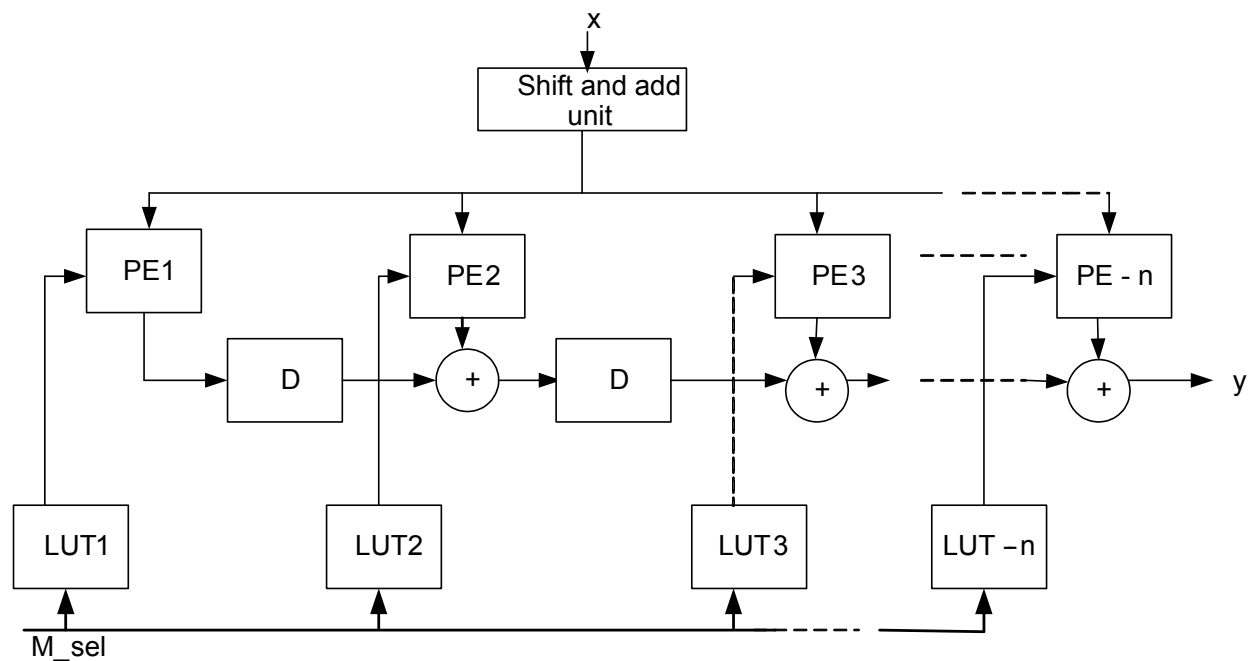 x
Shift and add
unit
PE1
PE2
PE3
PE - n
D
+
D
+
+
y
LUT1
LUT2
LUT3
LUT –n
M_sel